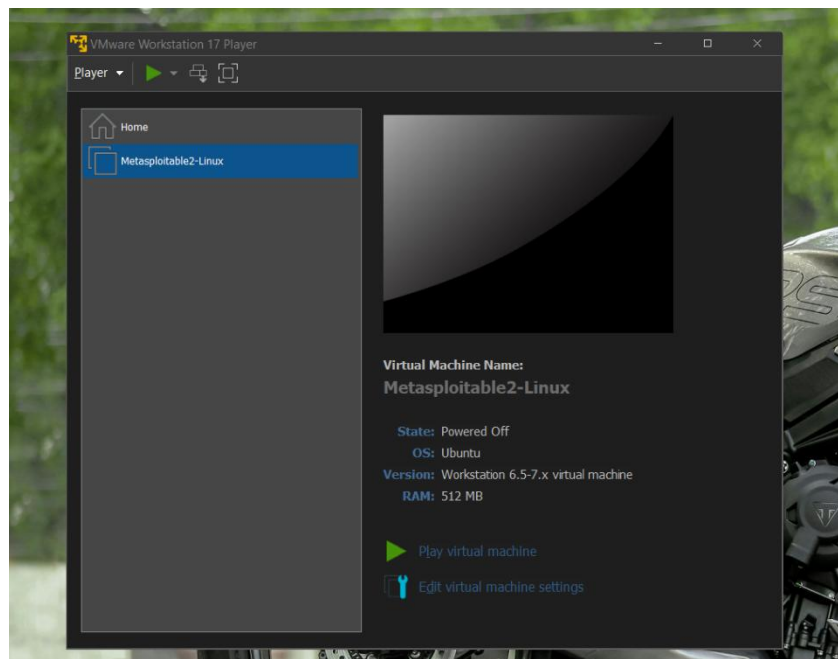 VMware Workstation 17 Player
Player
Home
Metasploitable2-Linux
Virtual Machine Name:
Metasploitable2-Linux
State: Powered Off
OS: Ubuntu
Version: Workstation 6.5-7.x virtual machine
RAM: 512 MB
Play virtual machine
Edit virtual machine settings